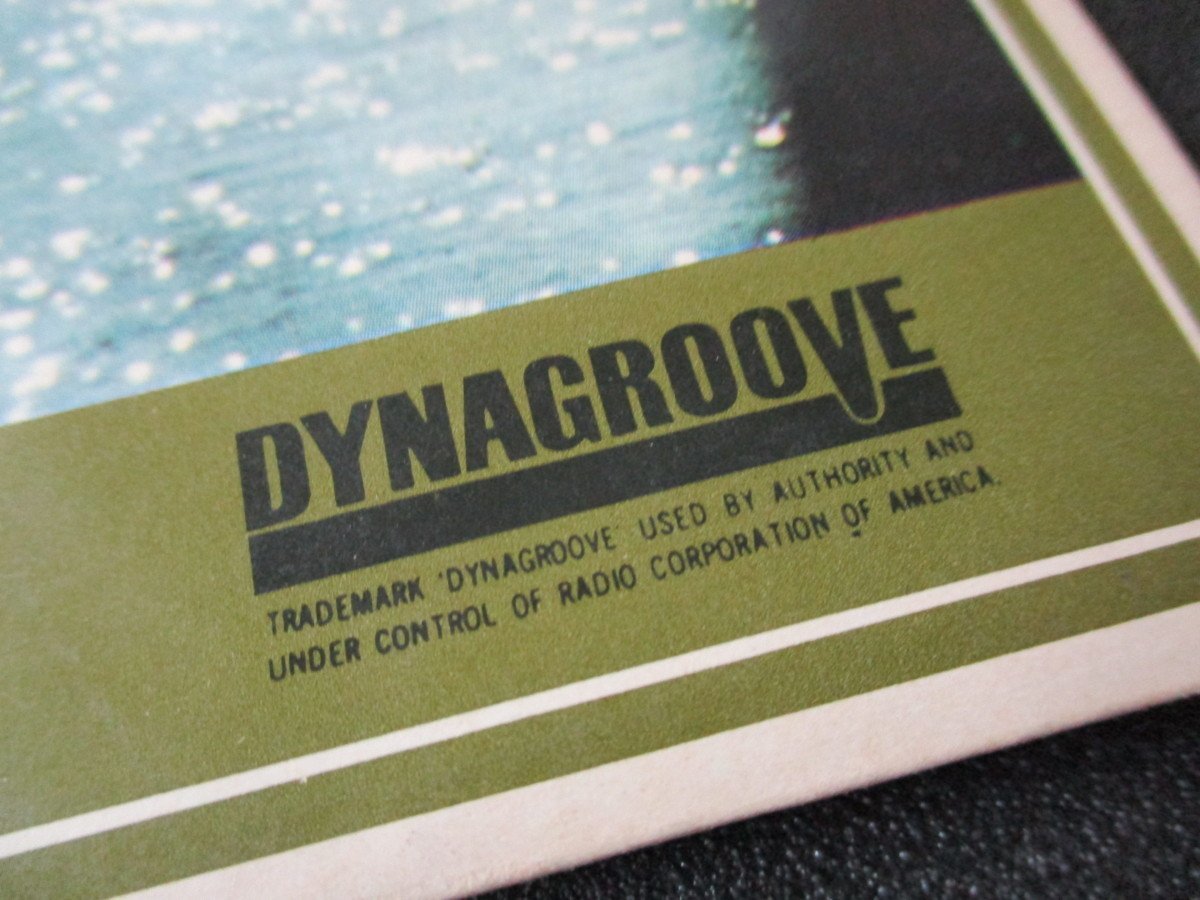 DYNAGROOVE
TRADEMARK 'DYNAGROOVE' USED BY AUTHORITY AND
UNDER CONTROL OF RADIO CORPORATION OF AMERICA.